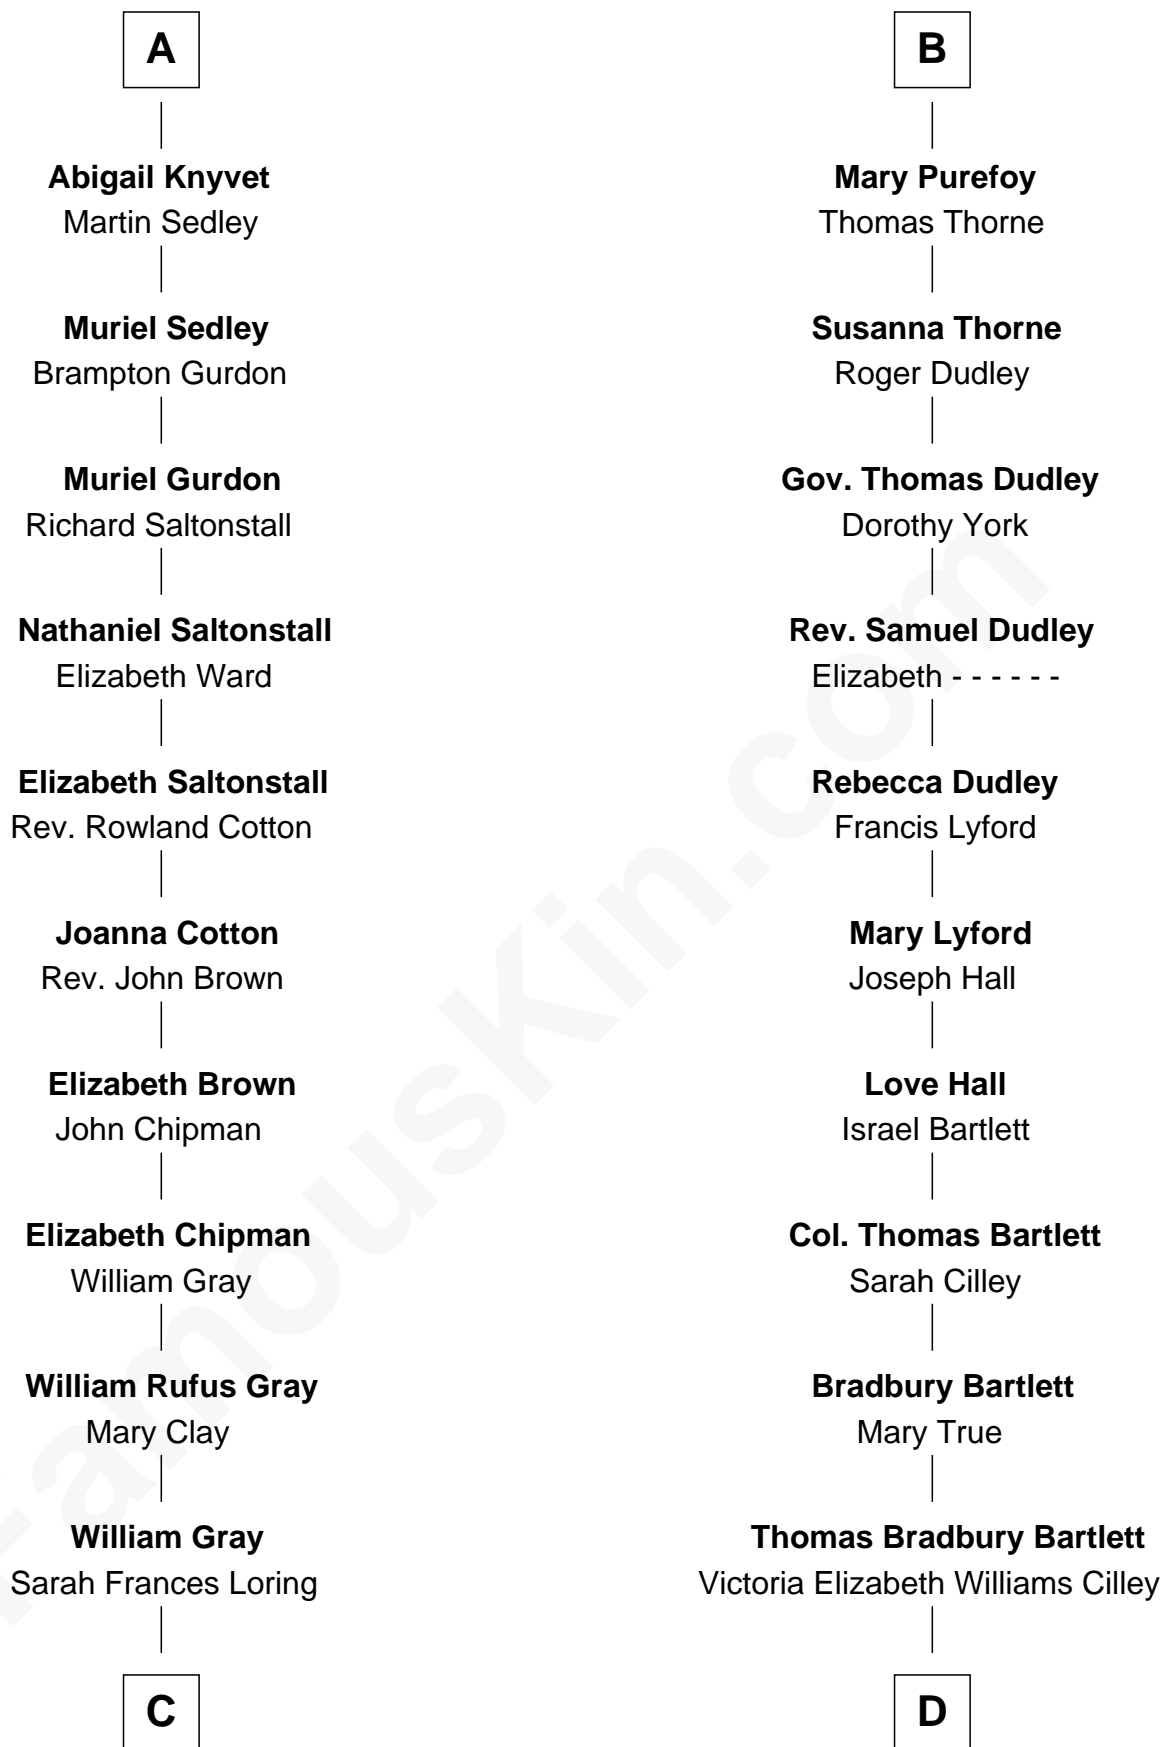 A
Abigail Knyvet
Martin Sedley
Muriel Sedley
Brampton Gurdon
Muriel Gurdon
Richard Saltonstall
Nathaniel Saltonstall
Elizabeth Ward
Elizabeth Saltonstall
Rev. Rowland Cotton
Joanna Cotton
Rev. John Brown
Elizabeth Brown
John Chipman
Elizabeth Chipman
William Gray
William Rufus Gray
Mary Clay
William Gray
Sarah Frances Loring
C
B
Mary Purefoy
Thomas Thorne
Susanna Thorne
Roger Dudley
Gov. Thomas Dudley
Dorothy York
Rev. Samuel Dudley
Elizabeth - - - - - -
Rebecca Dudley
Francis Lyford
Mary Lyford
Joseph Hall
Love Hall
Israel Bartlett
Col. Thomas Bartlett
Sarah Cilley
Bradbury Bartlett
Mary True
Thomas Bradbury Bartlett
Victoria Elizabeth Williams Cilley
D
FamousKin.com